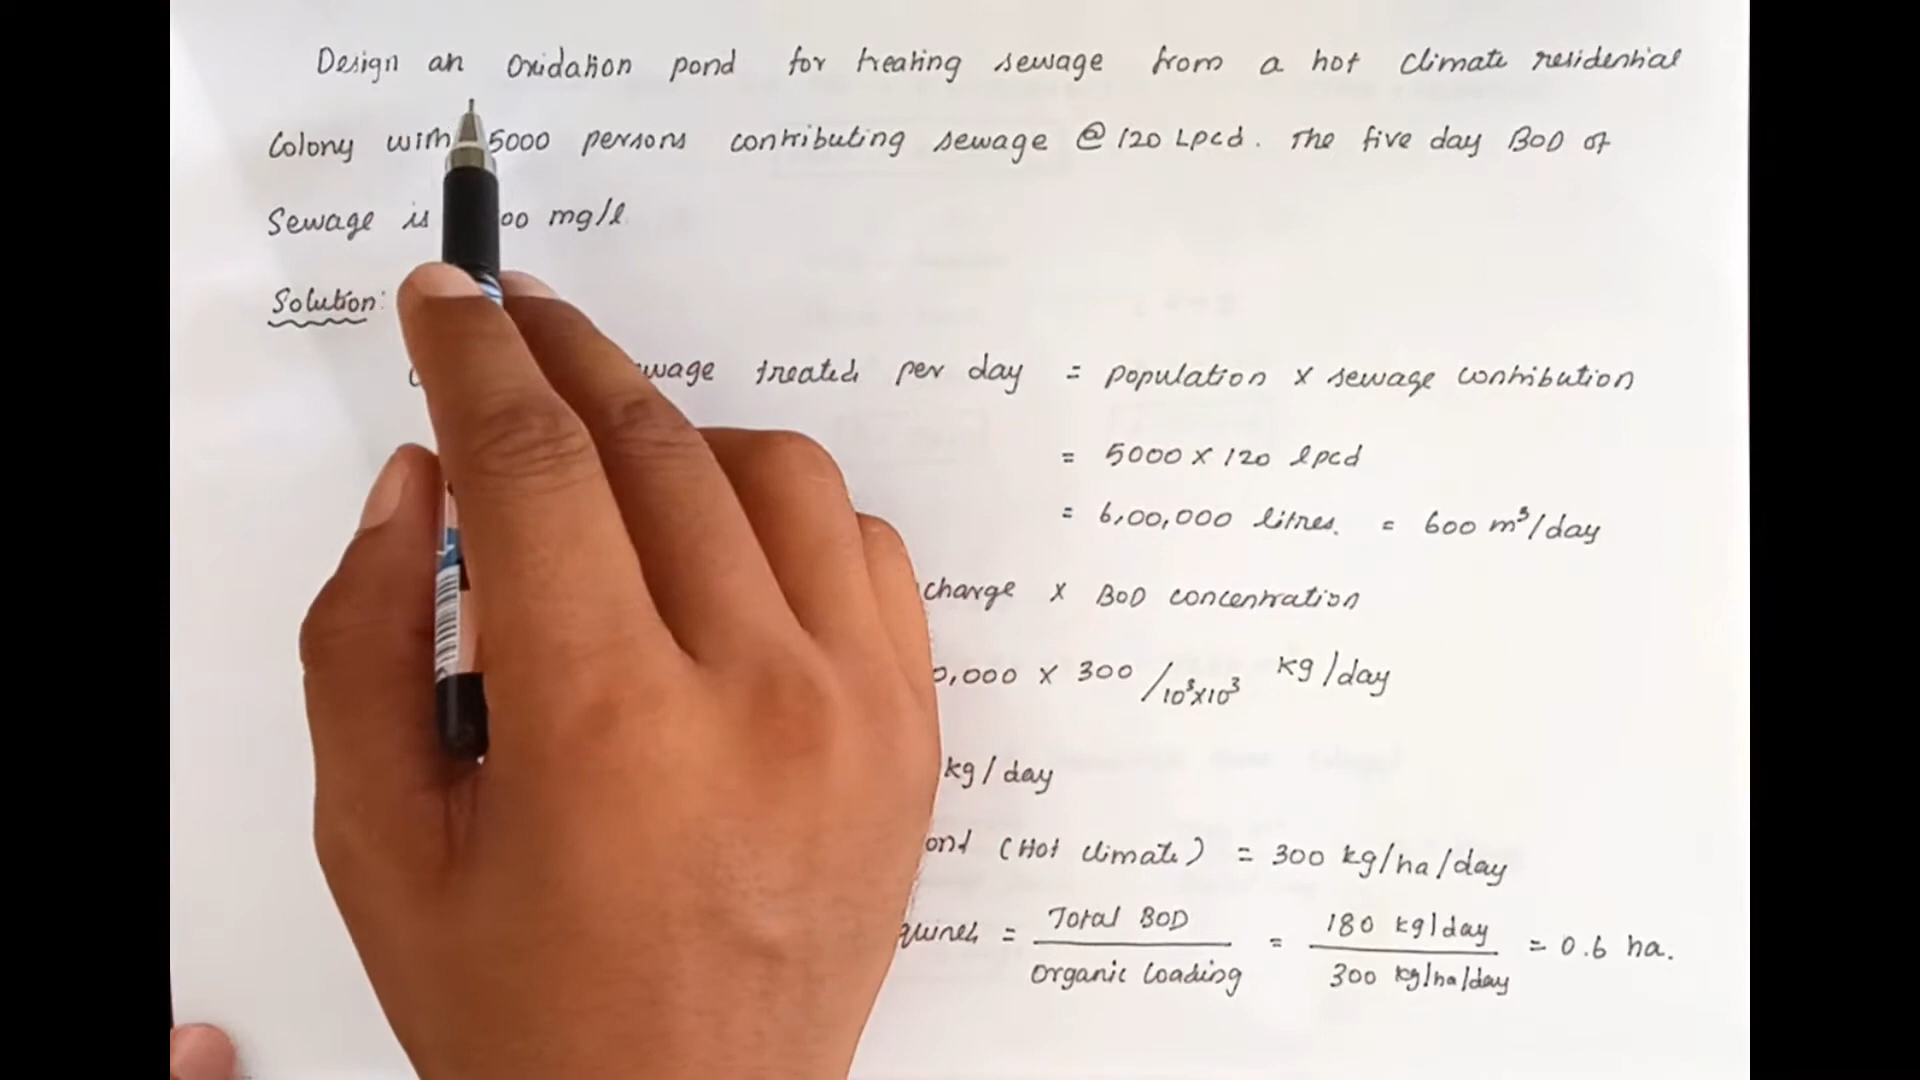 Design an oxidation pond for treating sewage from a hot climate residential
Colony with 5000 persons contributing sewage @ 120 Lpcd. The five day BOD of
Sewage is 00 mg/l
Solution:
wage treated per day = population x sewage contribution
= 5000 x 120 lpcd
= 6,00,000 litres. = 600 m³/day
charge x BOD concentration
0,000 x 300 /10³x10³ kg/day
kg/day
ond (Hot climate) = 300 kg/ha/day
= Total BOD / Organic loading = 180 kg/day / 300 kg/ha/day = 0.6 ha.